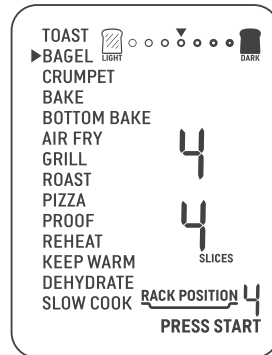 TOAST
LIGHT
DARK
BAGEL
CRUMPET
BAKE
BOTTOM BAKE
AIR FRY
GRILL
ROAST
PIZZA
PROOF
REHEAT
KEEP WARM
DEHYDRATE
SLOW COOK
4
4
SLICES
RACK POSITION 4
PRESS START